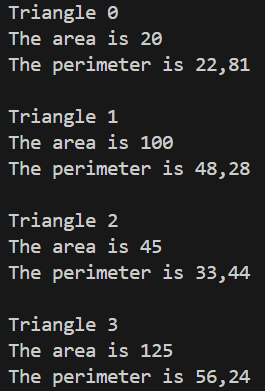 Triangle 0
The area is 20
The perimeter is 22,81
Triangle 1
The area is 100
The perimeter is 48,28
Triangle 2
The area is 45
The perimeter is 33,44
Triangle 3
The area is 125
The perimeter is 56,24